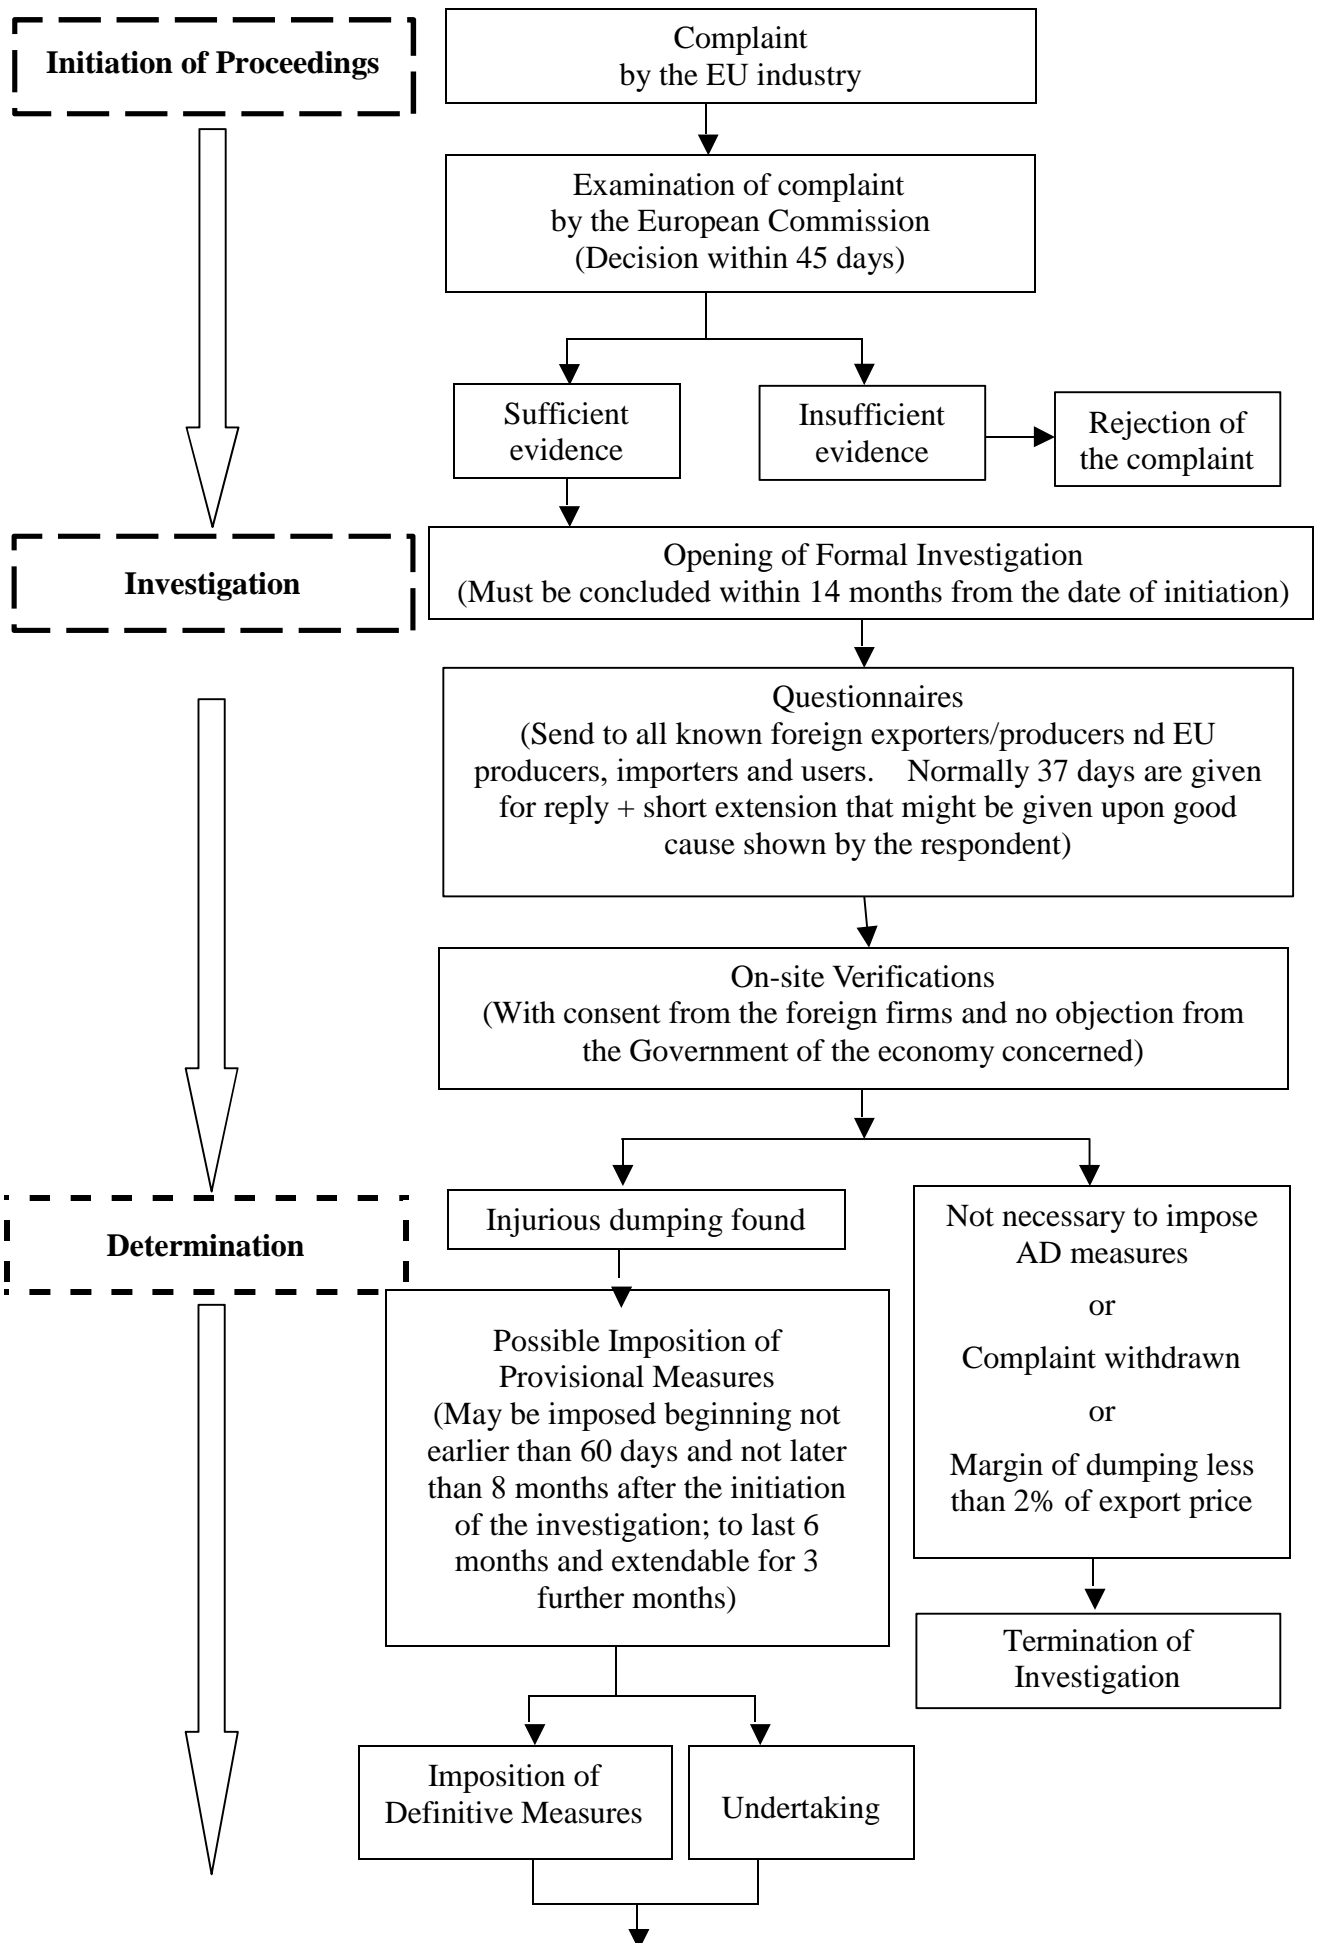 Initiation of Proceedings
Complaint
by the EU industry
Examination of complaint
by the European Commission
(Decision within 45 days)
Sufficient
evidence
Insufficient
evidence
Rejection of
the complaint
Investigation
Opening of Formal Investigation
(Must be concluded within 14 months from the date of initiation)
Questionnaires
(Send to all known foreign exporters/producers nd EU
producers, importers and users. Normally 37 days are given
for reply + short extension that might be given upon good
cause shown by the respondent)
On-site Verifications
(With consent from the foreign firms and no objection from
the Government of the economy concerned)
Determination
Injurious dumping found
Not necessary to impose
AD measures
or
Complaint withdrawn
or
Margin of dumping less
than 2% of export price
Possible Imposition of
Provisional Measures
(May be imposed beginning not
earlier than 60 days and not later
than 8 months after the initiation
of the investigation; to last 6
months and extendable for 3
further months)
Termination of
Investigation
Imposition of
Definitive Measures
Undertaking